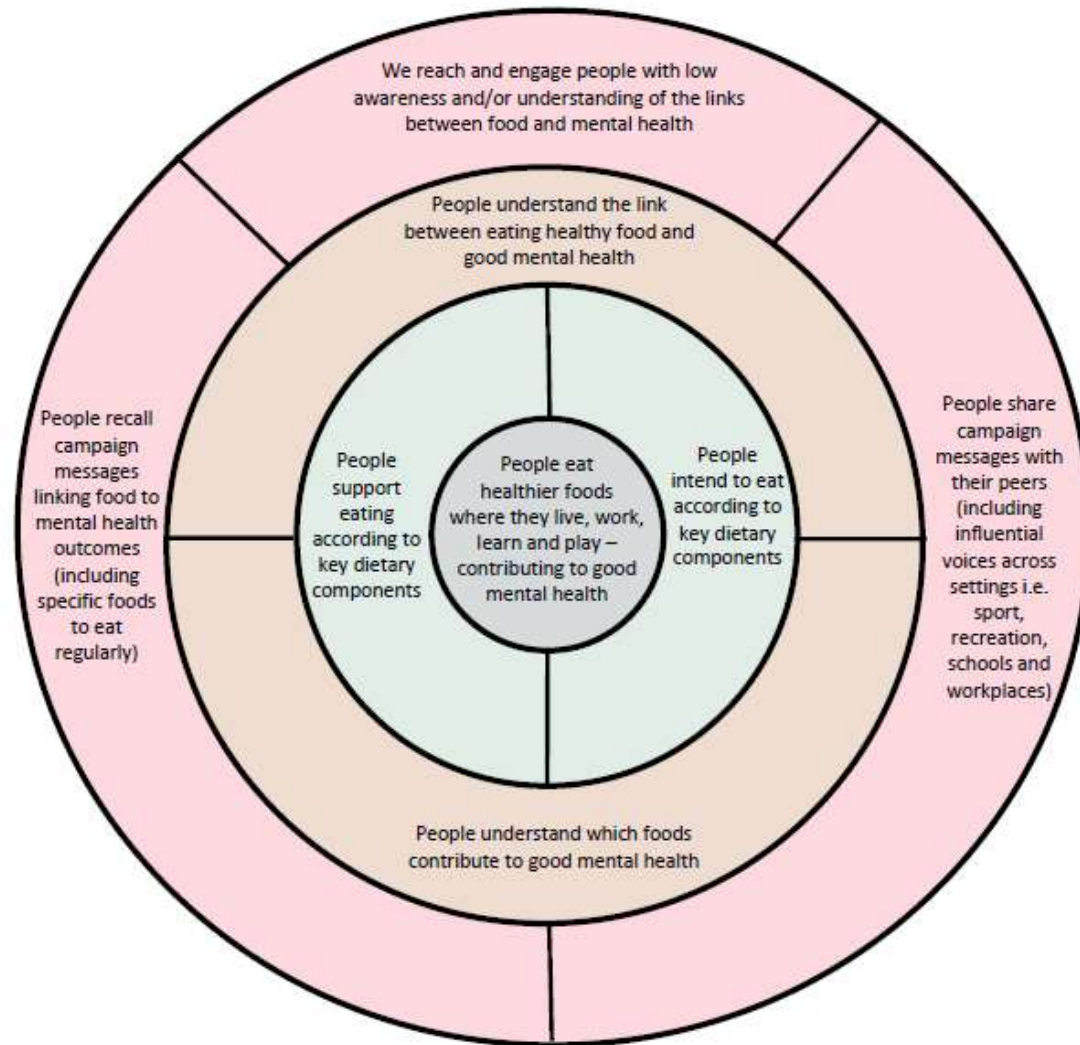 We reach and engage people with low
awareness and/or understanding of the links
between food and mental health
People understand the link
between eating healthy food and
good mental health
People recall
campaign
messages
linking food to
mental health
outcomes
(including
specific foods
to eat
regularly)
People
support
eating
according to
key dietary
components
People eat
healthier foods
where they live, work,
learn and play –
contributing to good
mental health
People
intend to eat
according to
key dietary
components
People share
campaign
messages with
their peers
(including
influential
voices across
settings i.e.
sport,
recreation,
schools and
workplaces)
People understand which foods
contribute to good mental health